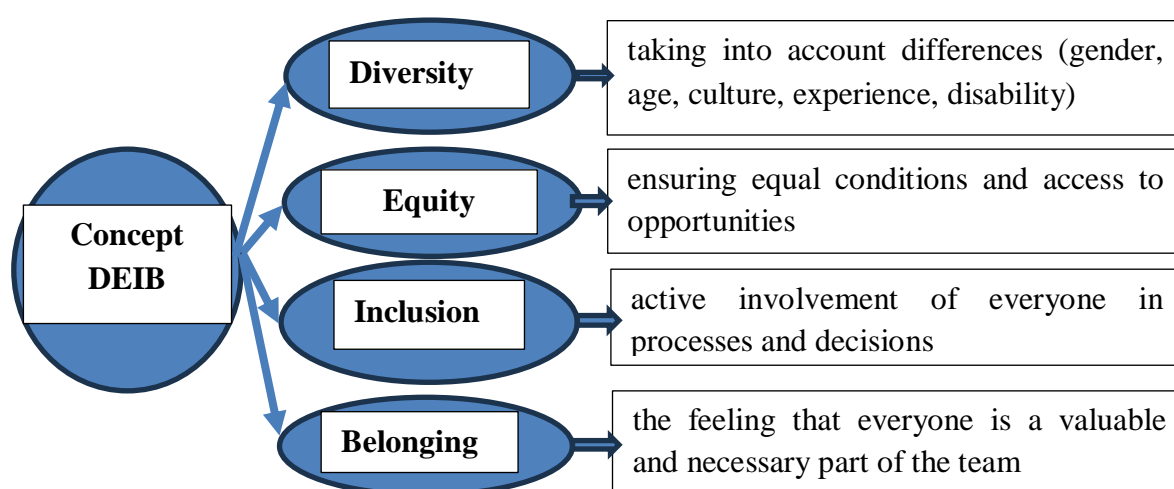 Concept
DEIB
Diversity
taking into account differences (gender,
age, culture, experience, disability)
Equity
ensuring equal conditions and access to
opportunities
Inclusion
active involvement of everyone in
processes and decisions
Belonging
the feeling that everyone is a valuable
and necessary part of the team